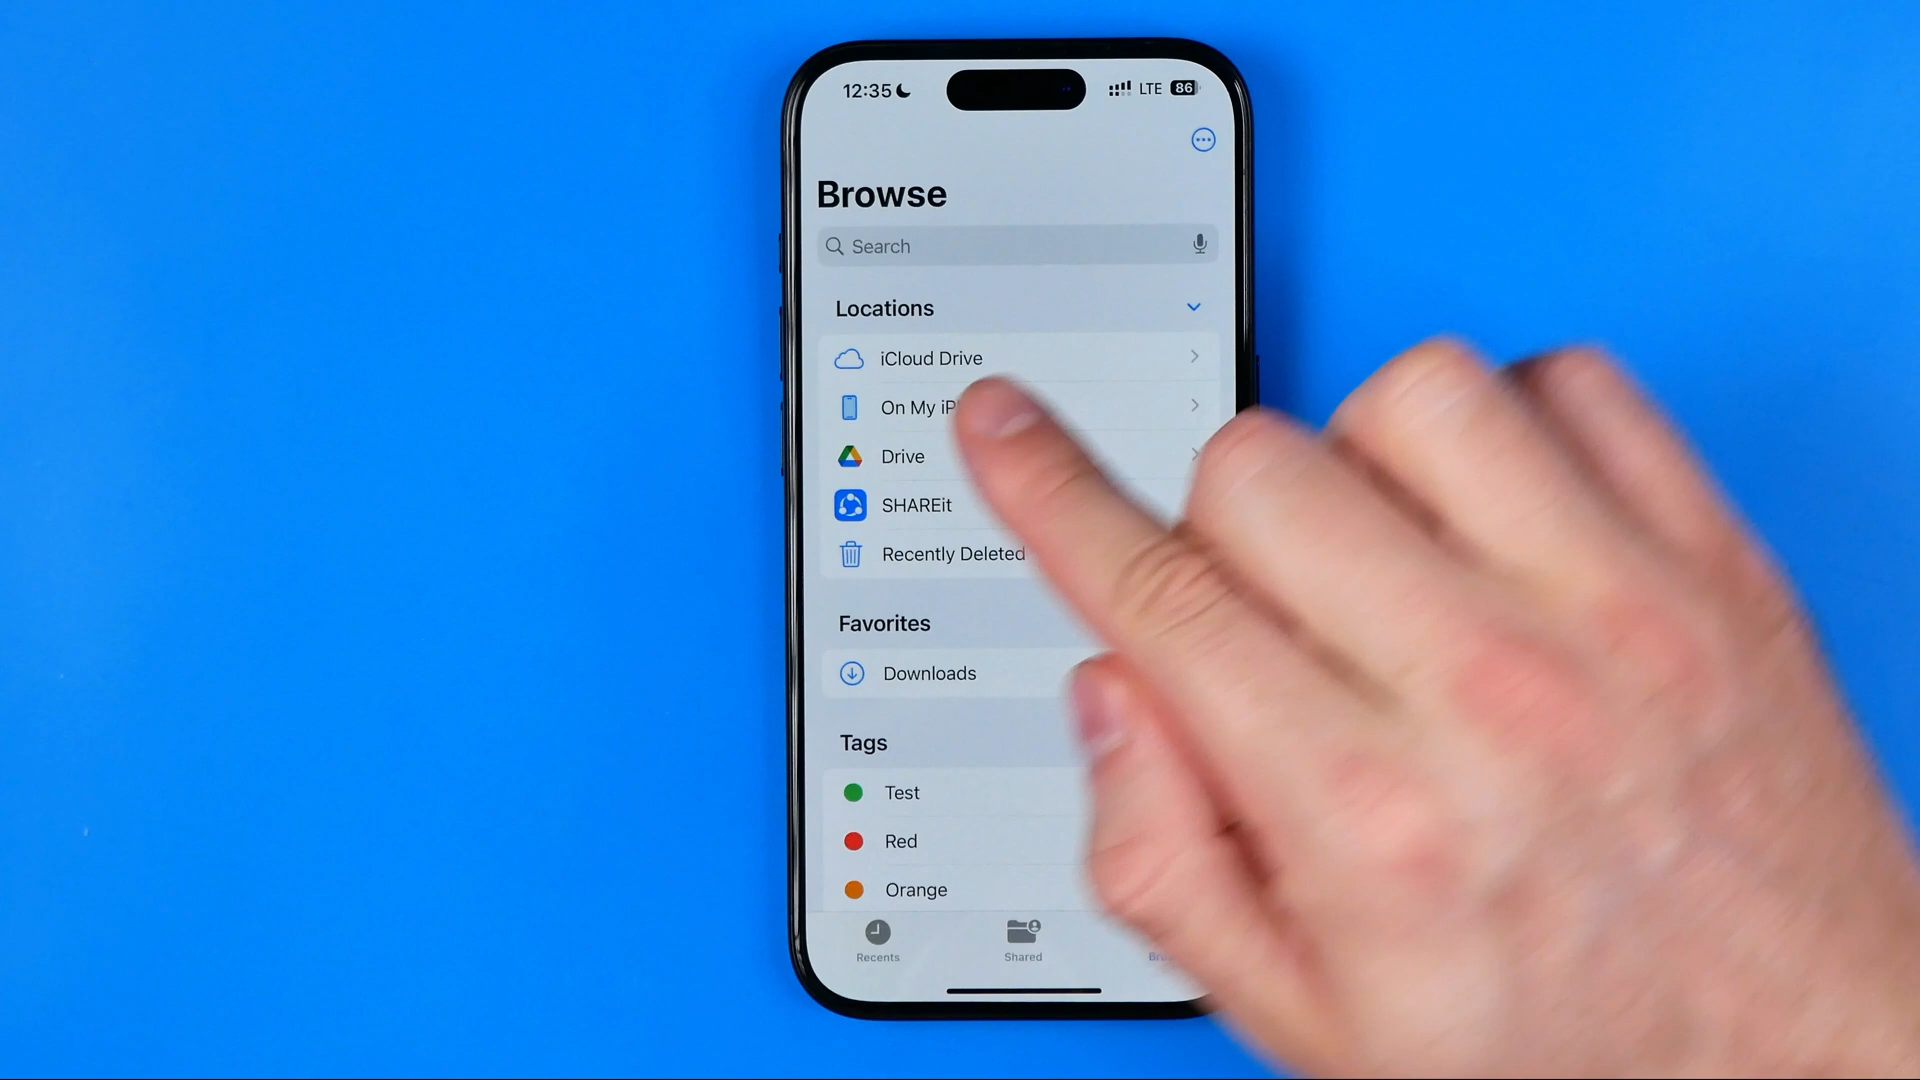 12:35
LTE 86
Browse
Search
Locations
iCloud Drive
On My
Drive
SHAREit
Recently Deleted
Favorites
Downloads
Tags
Test
Red
Orange
Recents
Shared